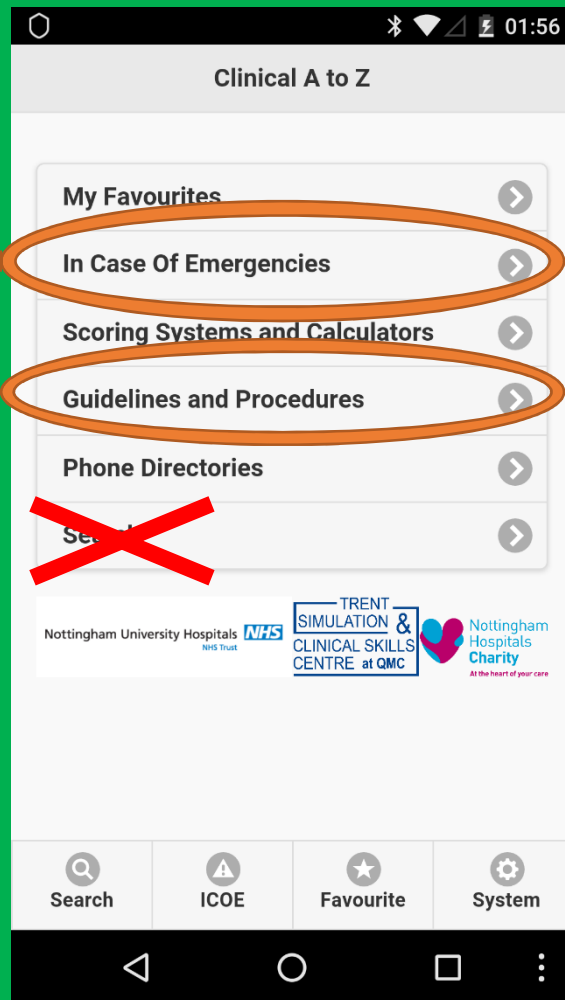 01:56
Clinical A to Z
My Favourites
In Case Of Emergencies
Scoring Systems and Calculators
Guidelines and Procedures
Phone Directories
Nottingham University Hospitals NHS
NHS Trust
TRENT
SIMULATION &
CLINICAL SKILLS
CENTRE at QMC
Nottingham
Hospitals
Charity
At the heart of your care
Search ICOE Favourite System